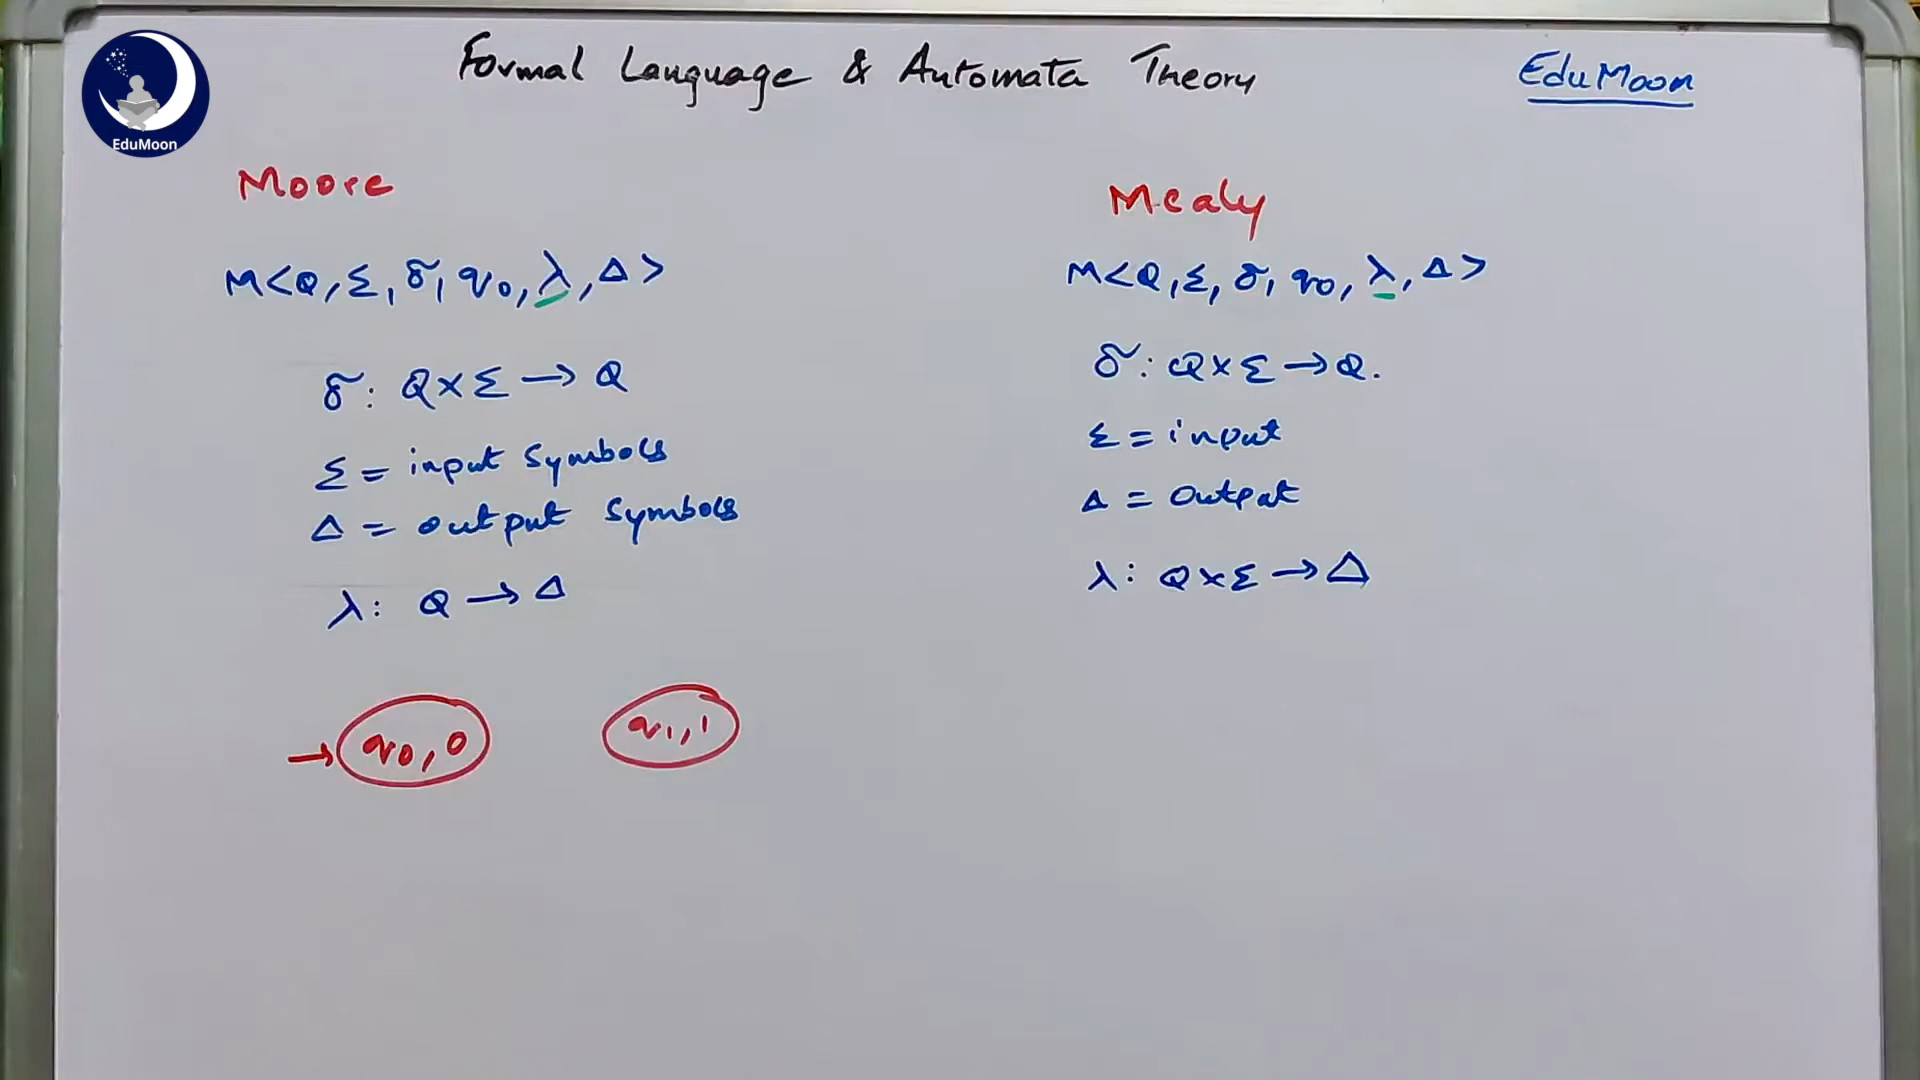 Formal Language & Automata Theory
EduMoon
EduMoon
Moore
M<Q, Σ, δ, q0, λ, Δ>
δ: Q×Σ → Q
Σ = input symbols
Δ = output symbols
λ: Q → Δ
→ q0, 0
q1, 1
Mealy
M<Q, Σ, δ, q0, λ, Δ>
δ: Q×Σ → Q.
Σ = input
Δ = output
λ: Q×Σ → Δ